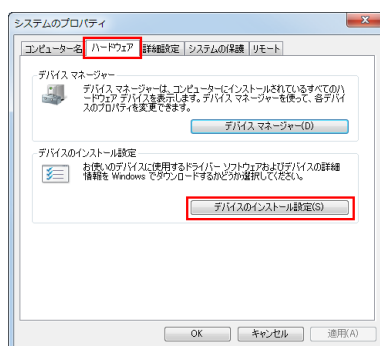 システムのプロパティ
コンピューター名 ハードウェア 詳細設定 システムの保護 リモート
デバイス マネージャー
デバイス マネージャーは、コンピューターにインストールされているすべてのハ
ードウェア デバイスを表示します。デバイス マネージャーを使って、各デバイ
スのプロパティを変更できます。
デバイス マネージャー(D)
デバイスのインストール設定
お使いのデバイスに使用するドライバー ソフトウェアおよびデバイスの詳細
情報を Windows でダウンロードするかどうか選択してください。
デバイスのインストール設定(S)
OK キャンセル 適用(A)